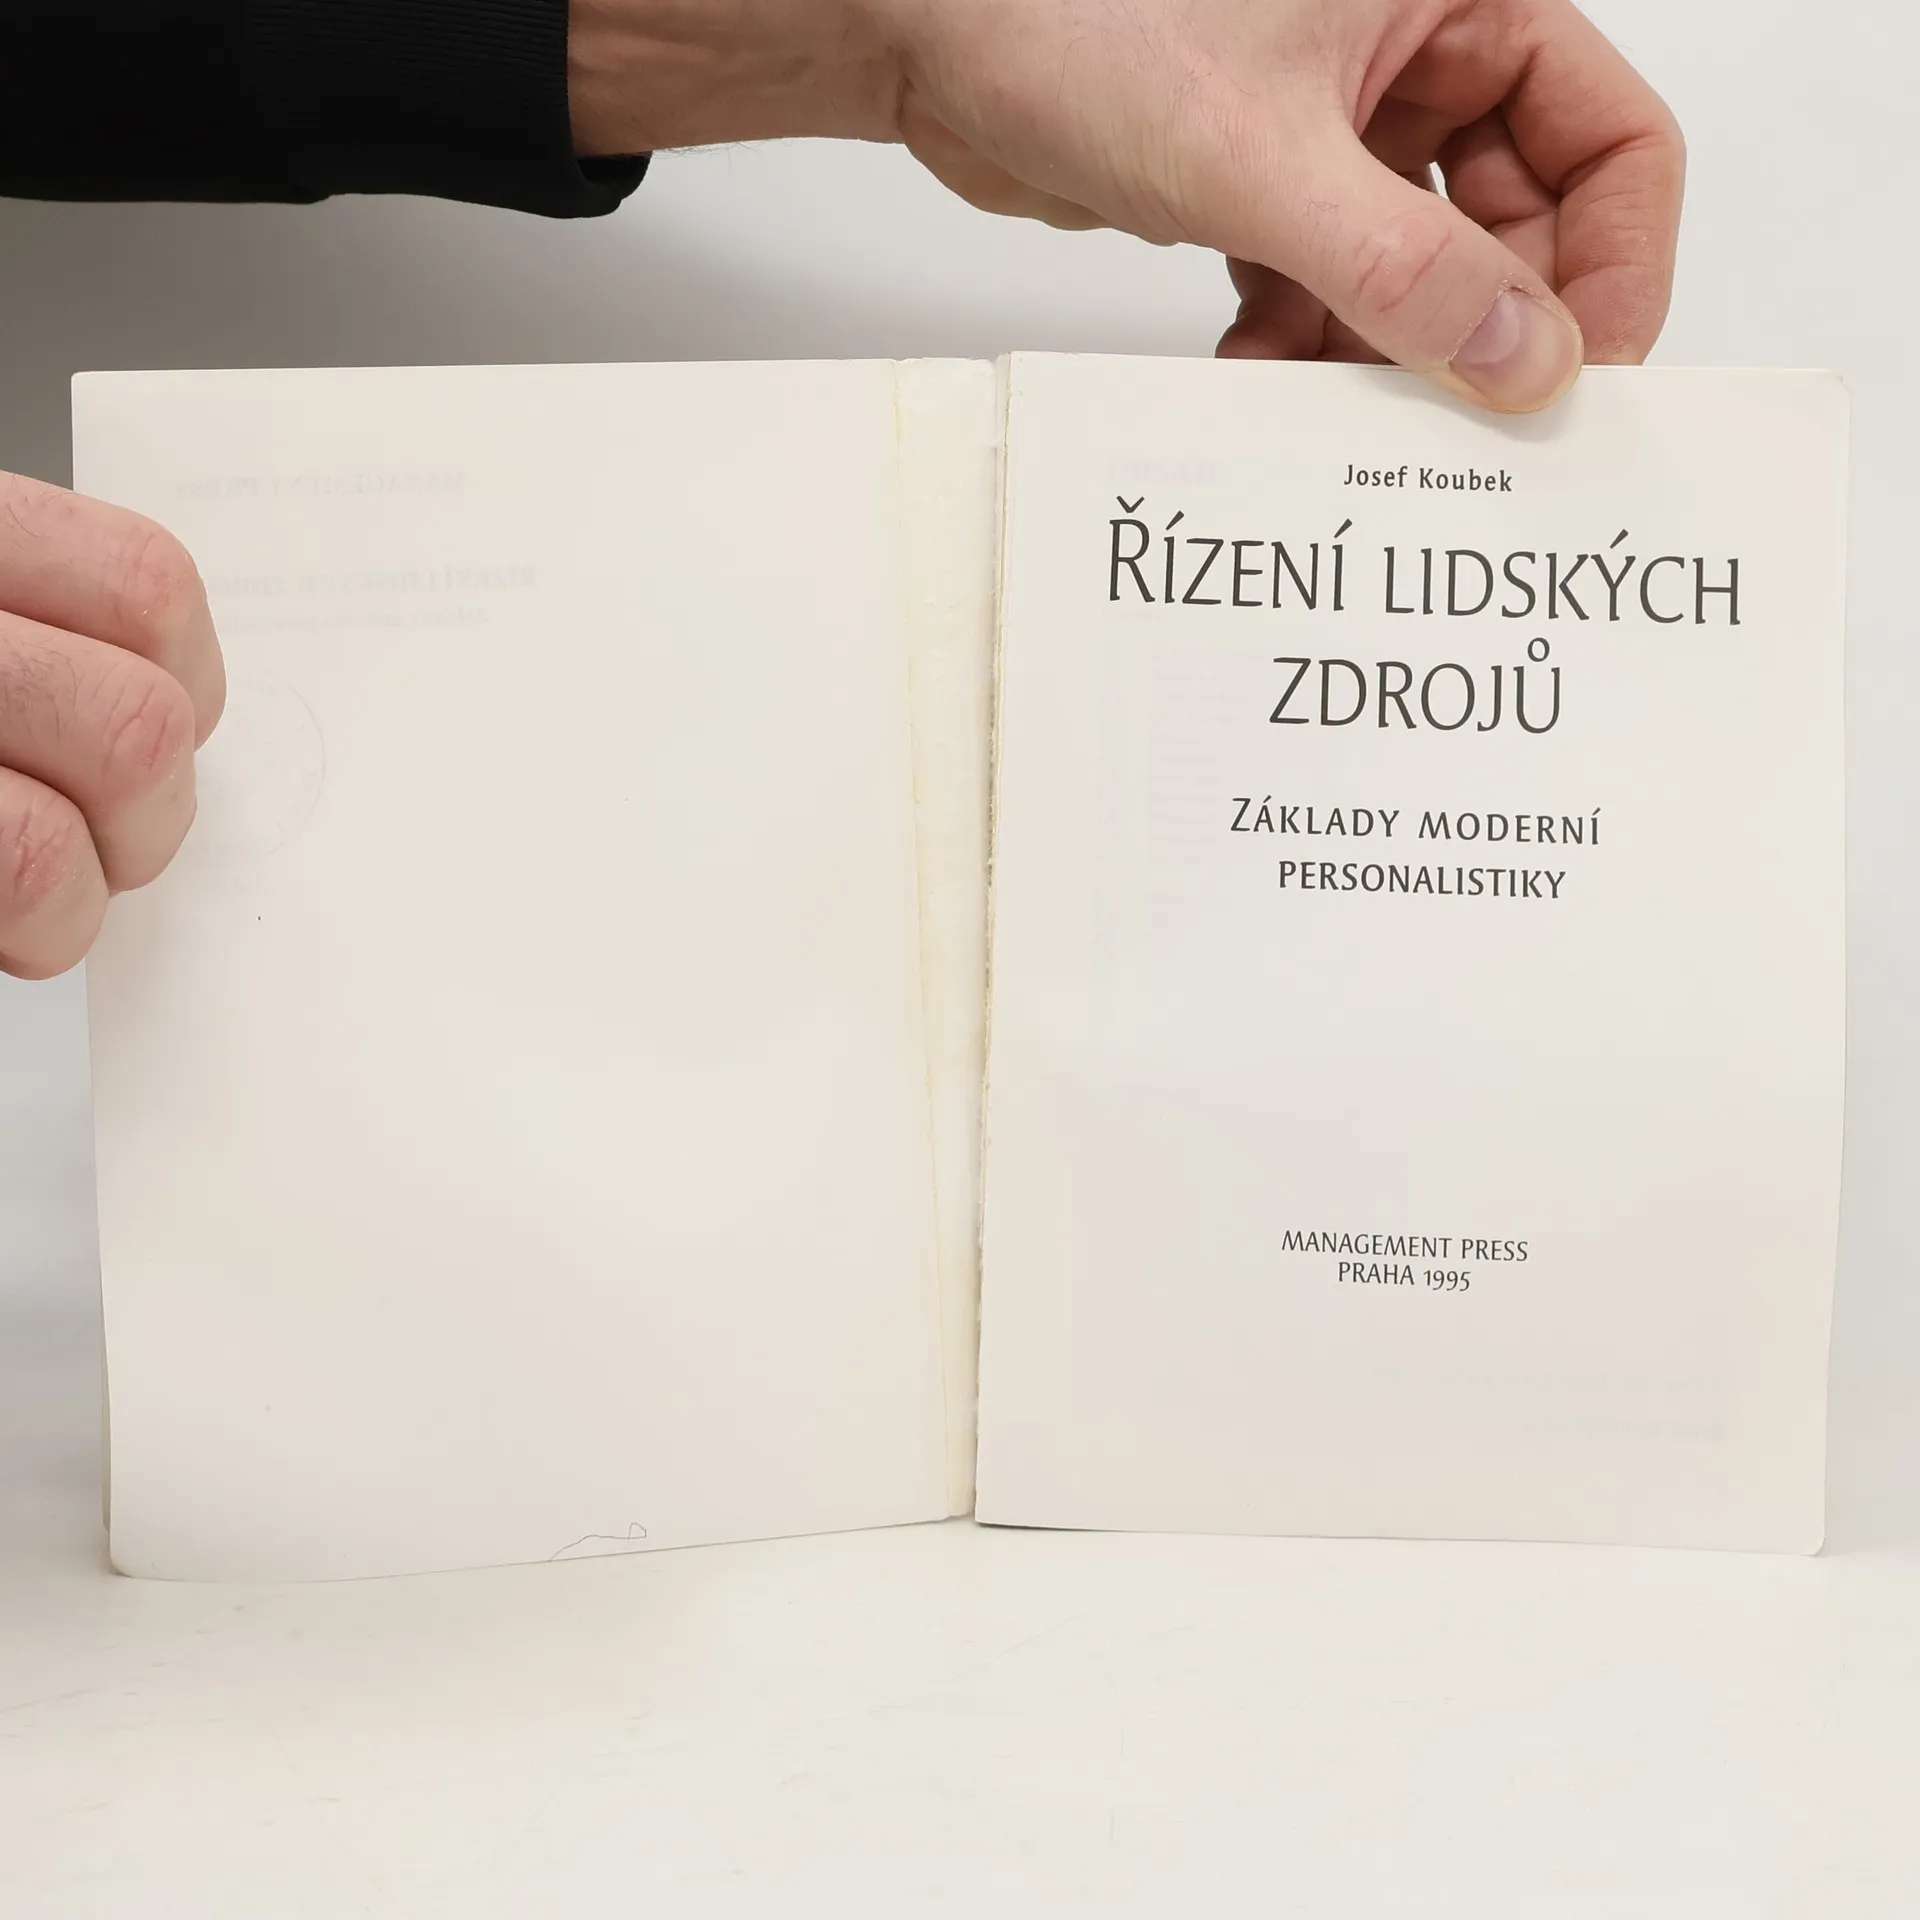 Josef Koubek
ŘÍZENÍ LIDSKÝCH
ZDROJŮ
ZÁKLADY MODERNÍ
PERSONALISTIKY
MANAGEMENT PRESS
PRAHA 1995